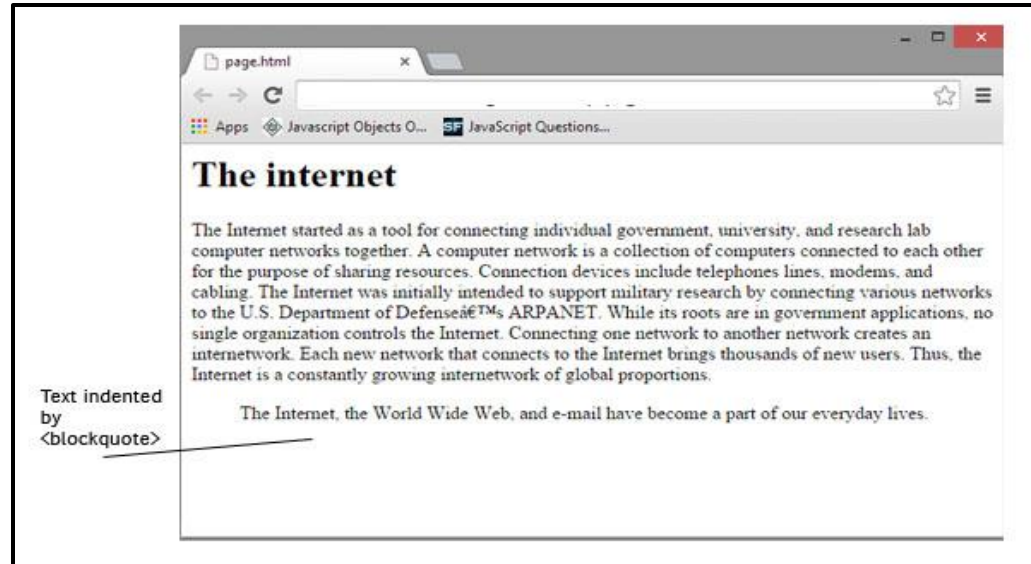 page.html
Apps Javascript Objects O... SF JavaScript Questions...
The internet
The Internet started as a tool for connecting individual government, university, and research lab
computer networks together. A computer network is a collection of computers connected to each other
for the purpose of sharing resources. Connection devices include telephones lines, modems, and
cabling. The Internet was initially intended to support military research by connecting various networks
to the U.S. Department of Defenseâ€™s ARPANET. While its roots are in government applications, no
single organization controls the Internet. Connecting one network to another network creates an
internetwork. Each new network that connects to the Internet brings thousands of new users. Thus, the
Internet is a constantly growing internetwork of global proportions.
The Internet, the World Wide Web, and e-mail have become a part of our everyday lives.
Text indented
by
<blockquote>